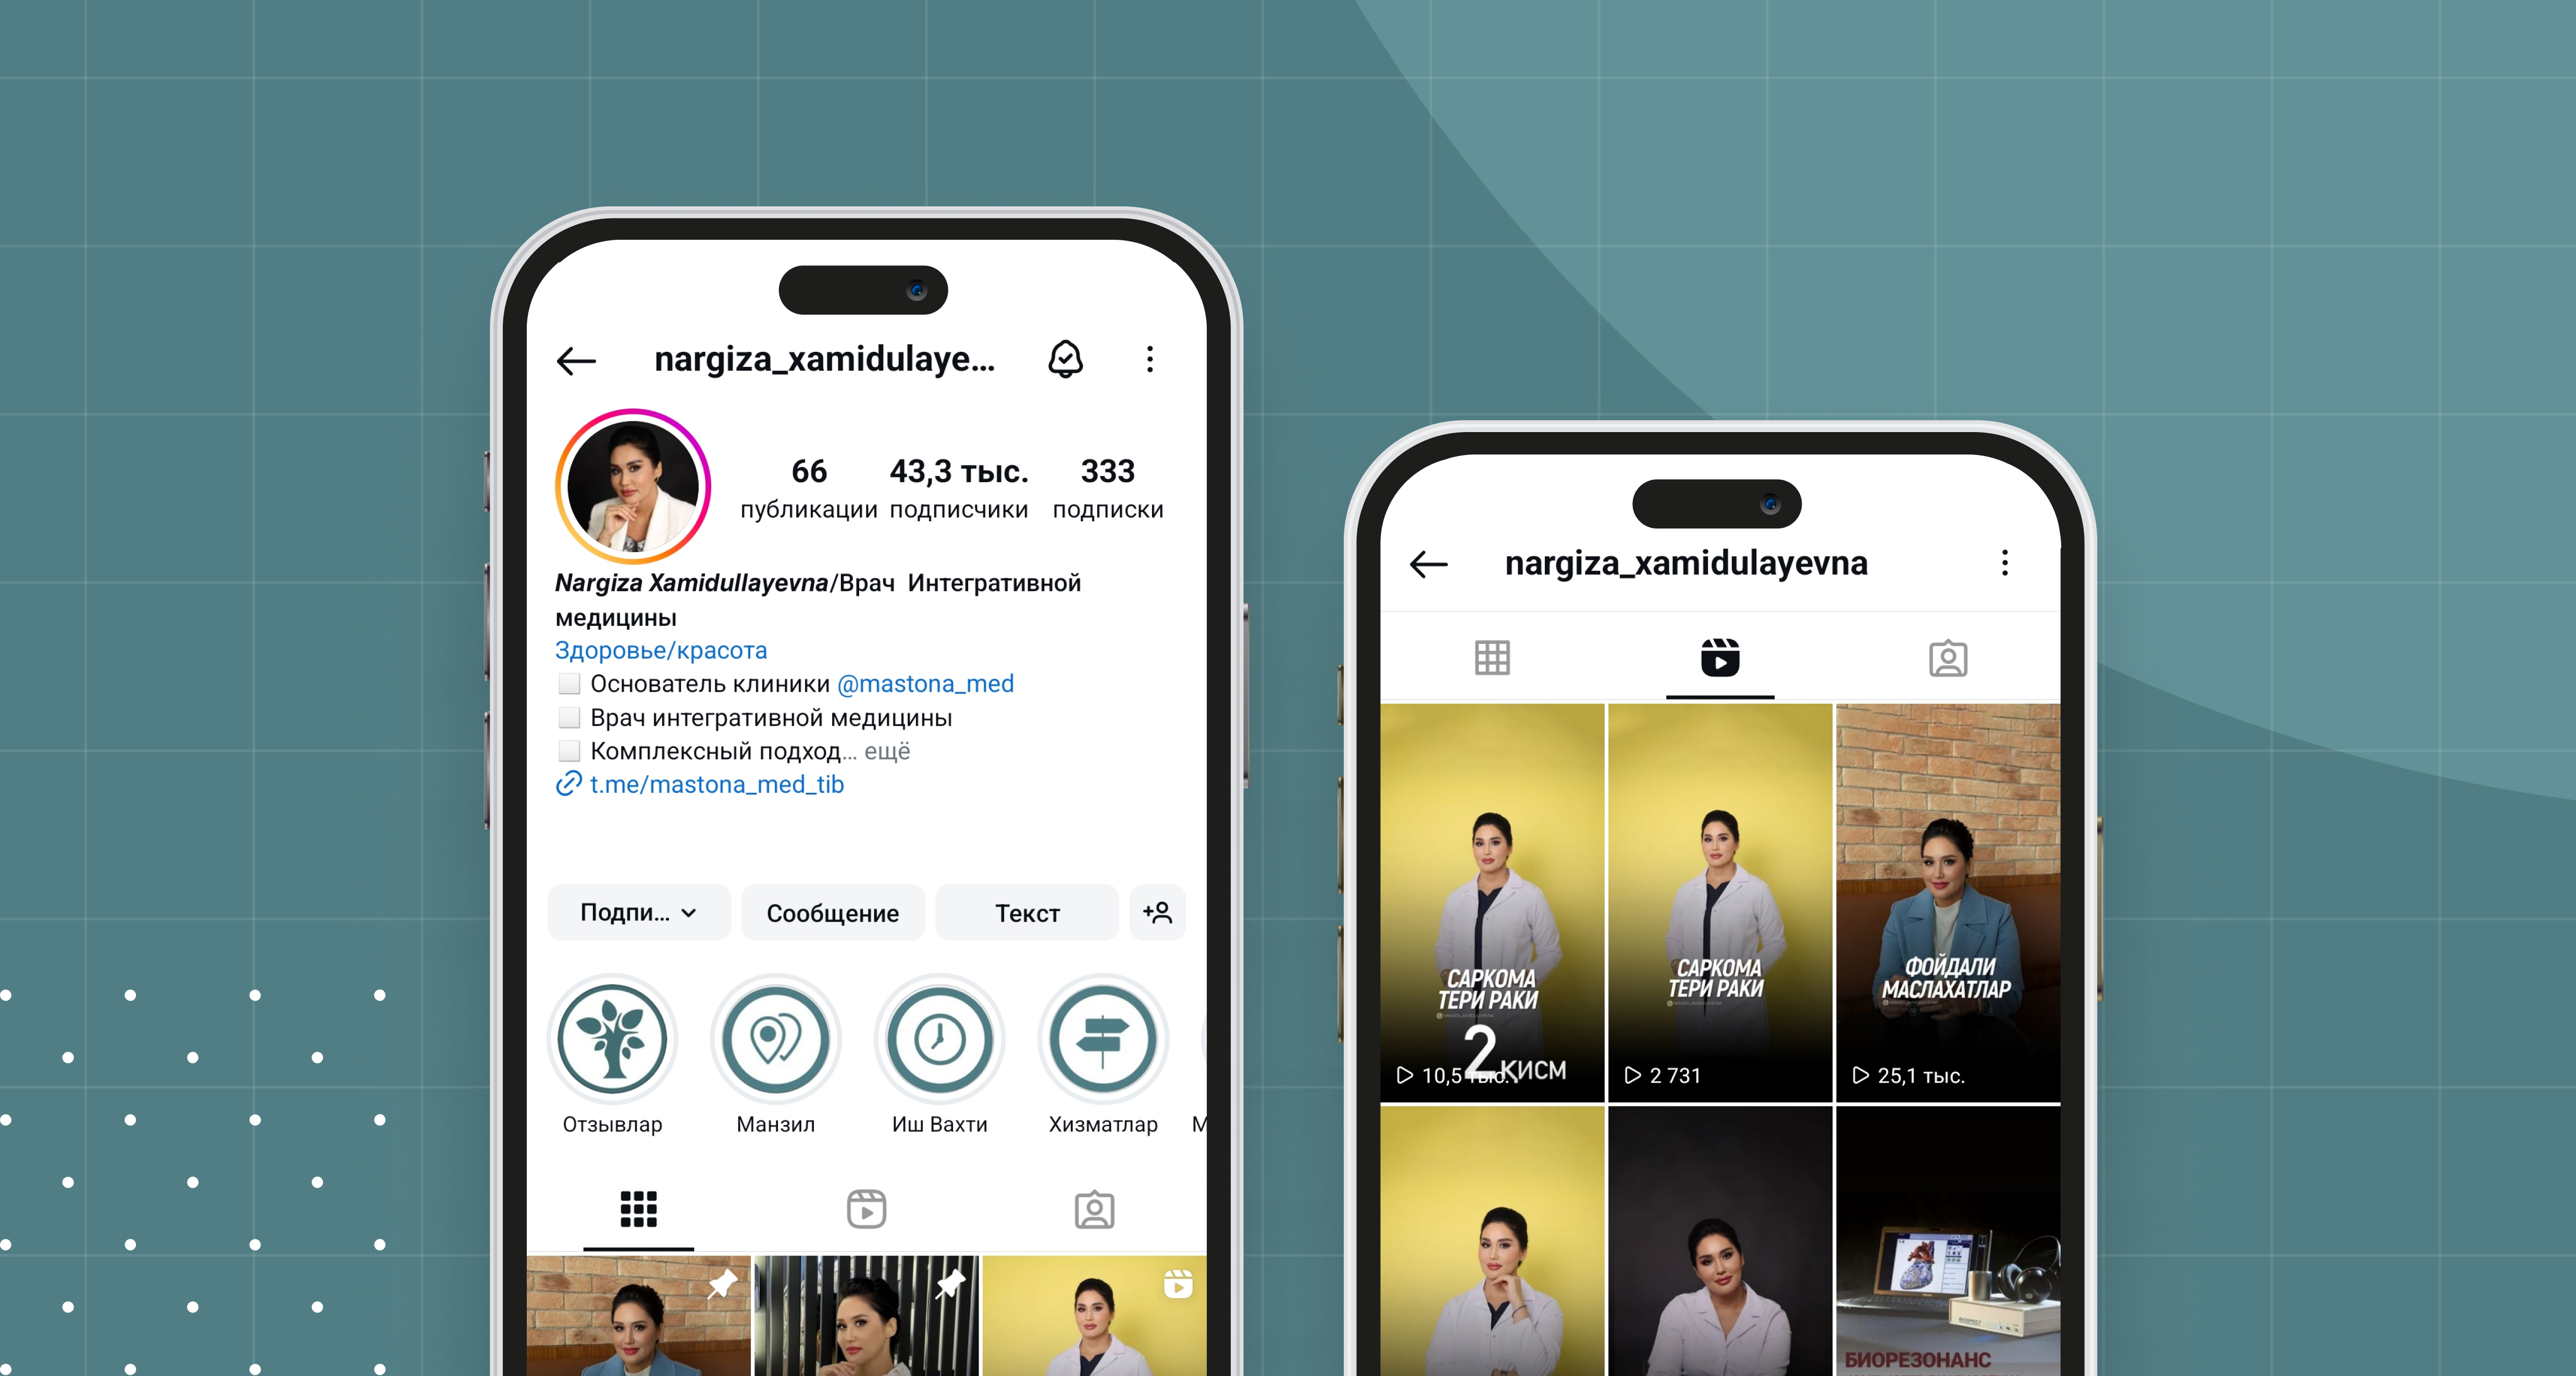 nargiza_xamidulaye...
66
43,3 тыс.
333
публикации
подписчики
подписки
Nargiza Xamidullayevna/Врач Интегративной
медицины
Здоровье/красота
Основатель клиники @mastona_med
Врач интегративной медицины
Комплексный подход... ещё
t.me/mastona_med_tib
Подпи...
Сообщение
Текст
Отзывлар
Манзил
Иш Вахти
Хизматлар
М
nargiza_xamidulayevna
САРКОМА
ТЕРИ РАКИ
2 ҚИСМ
10,5 тыс.
САРКОМА
ТЕРИ РАКИ
2 731
ФОЙДАЛИ
МАСЛАХАТЛАР
25,1 тыс.
БИОРЕЗОНАНС